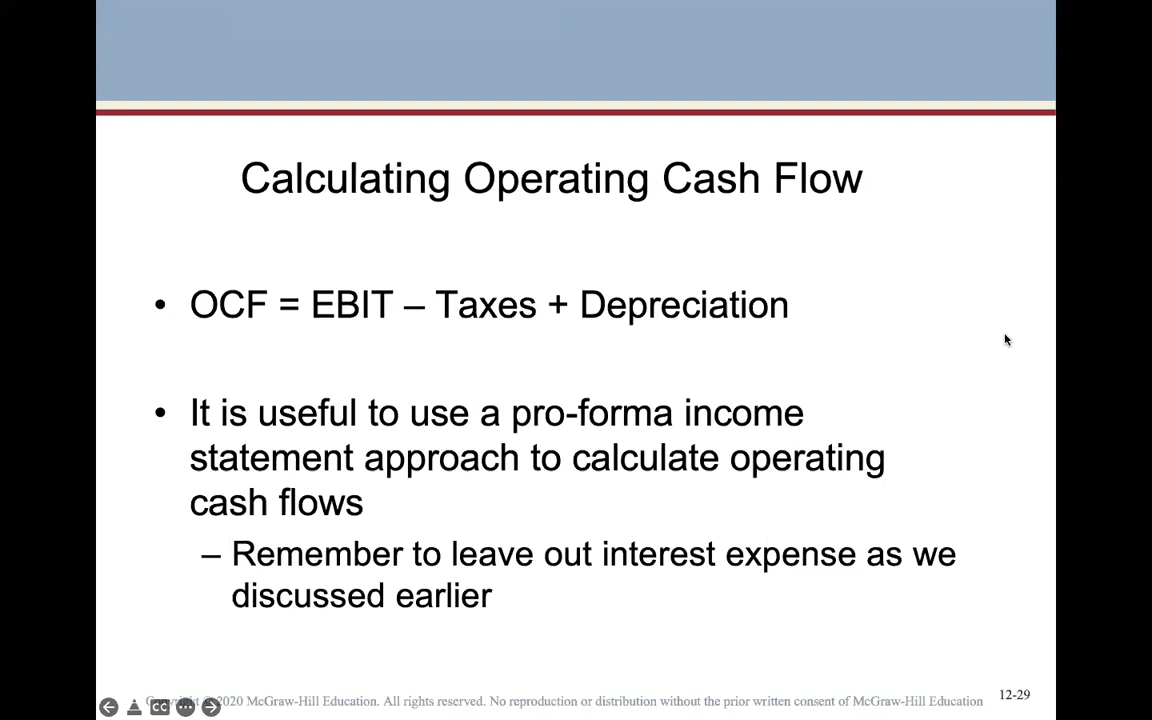 Calculating Operating Cash Flow
• OCF = EBIT – Taxes + Depreciation
• It is useful to use a pro-forma income
statement approach to calculate operating
cash flows
– Remember to leave out interest expense as we
discussed earlier
CC
Copyright © 2020 McGraw-Hill Education. All rights reserved. No reproduction or distribution without the prior written consent of McGraw-Hill Education
12-29